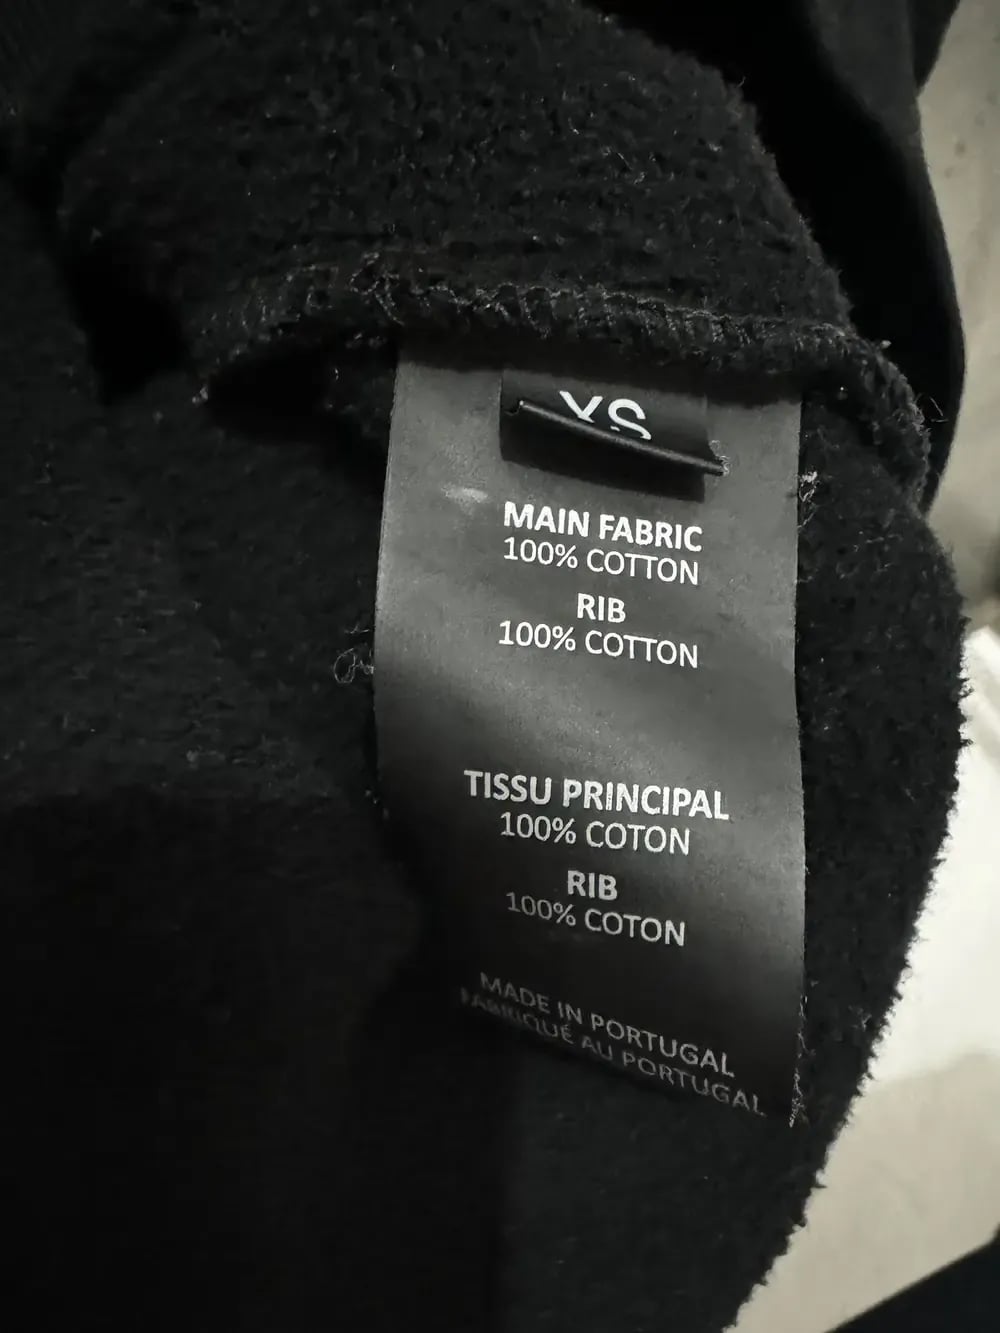 XS
MAIN FABRIC
100% COTTON
RIB
100% COTTON
TISSU PRINCIPAL
100% COTON
RIB
100% COTON
MADE IN PORTUGAL
FABRIQUÉ AU PORTUGAL